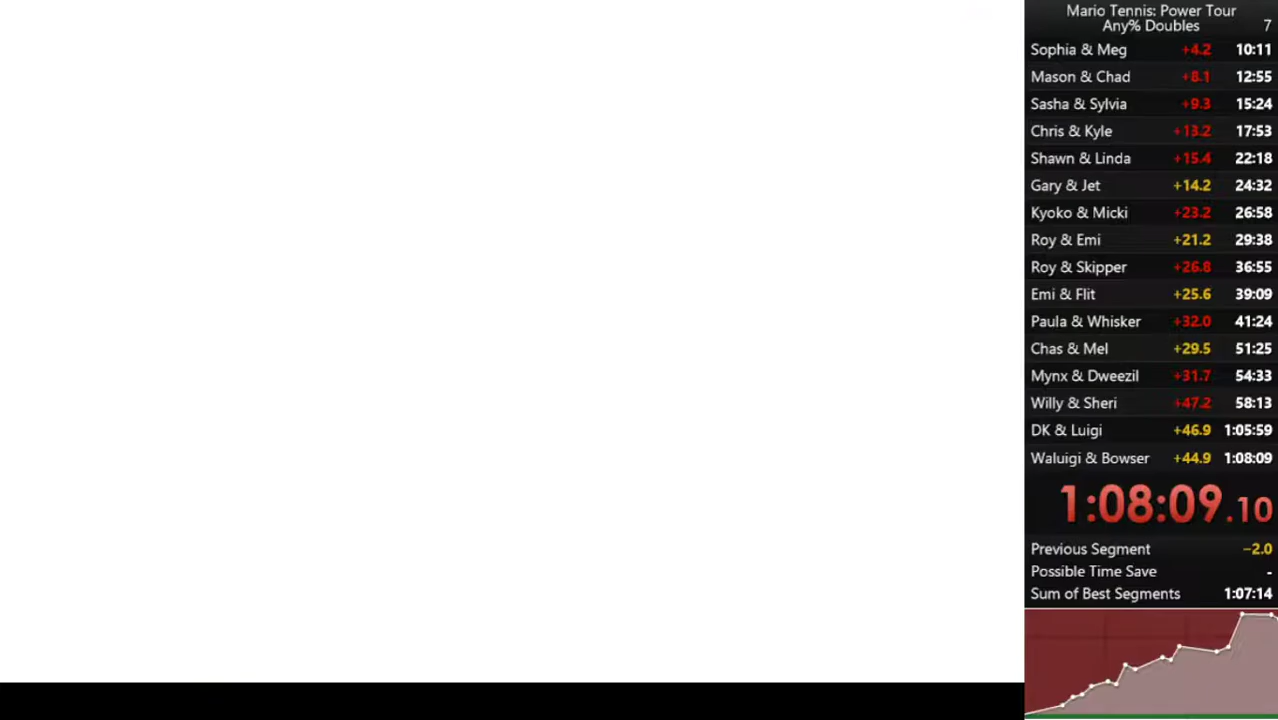 Mario Tennis: Power Tour
Any% Doubles 7
Sophia & Meg +4.2 10:11
Mason & Chad +8.1 12:55
Sasha & Sylvia +9.3 15:24
Chris & Kyle +13.2 17:53
Shawn & Linda +15.4 22:18
Gary & Jet +14.2 24:32
Kyoko & Micki +23.2 26:58
Roy & Emi +21.2 29:38
Roy & Skipper +26.8 36:55
Emi & Flit +25.6 39:09
Paula & Whisker +32.0 41:24
Chas & Mel +29.5 51:25
Mynx & Dweezil +31.7 54:33
Willy & Sheri +47.2 58:13
DK & Luigi +46.9 1:05:59
Waluigi & Bowser +44.9 1:08:09
1:08:09.10
Previous Segment −2.0
Possible Time Save -
Sum of Best Segments 1:07:14